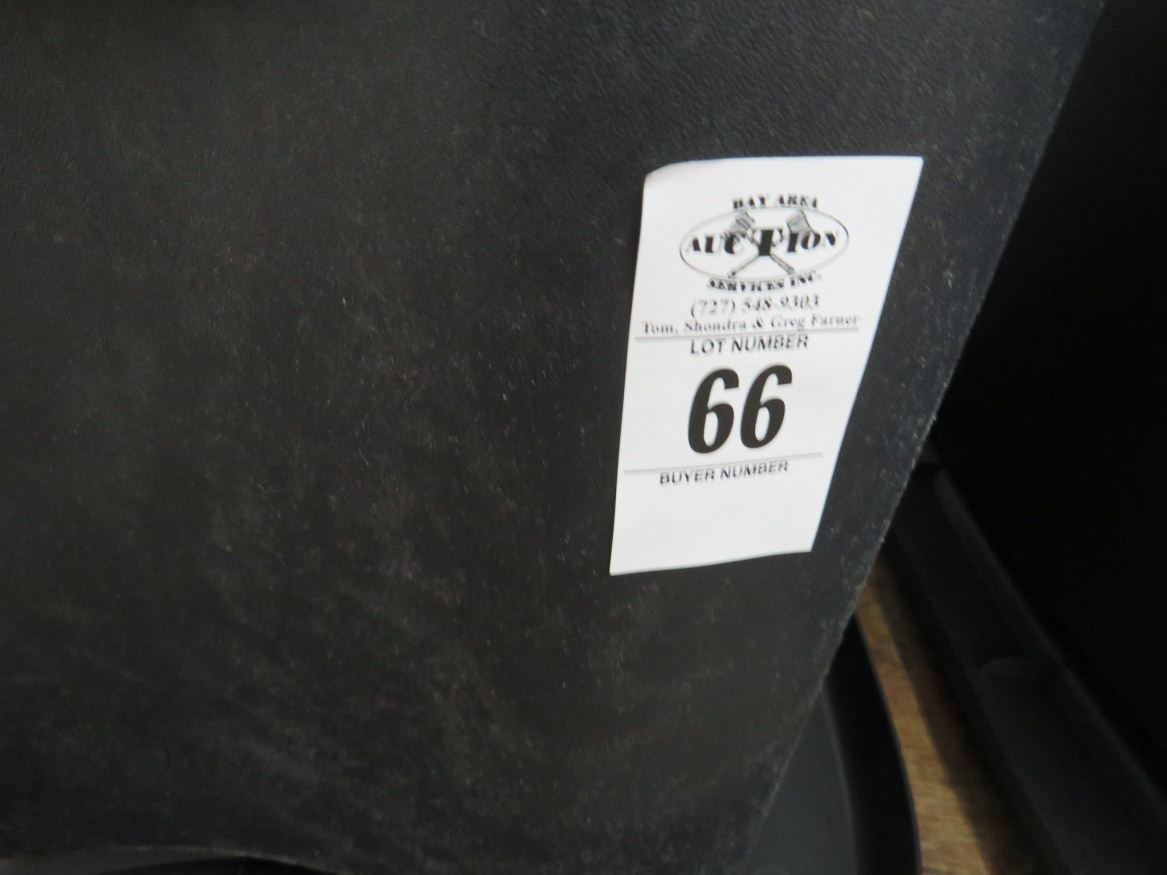 BAY AREA
AUCTION
SERVICES INC.
(727) 548-9303
Tom, Shondra & Greg Farner
LOT NUMBER
66
BUYER NUMBER